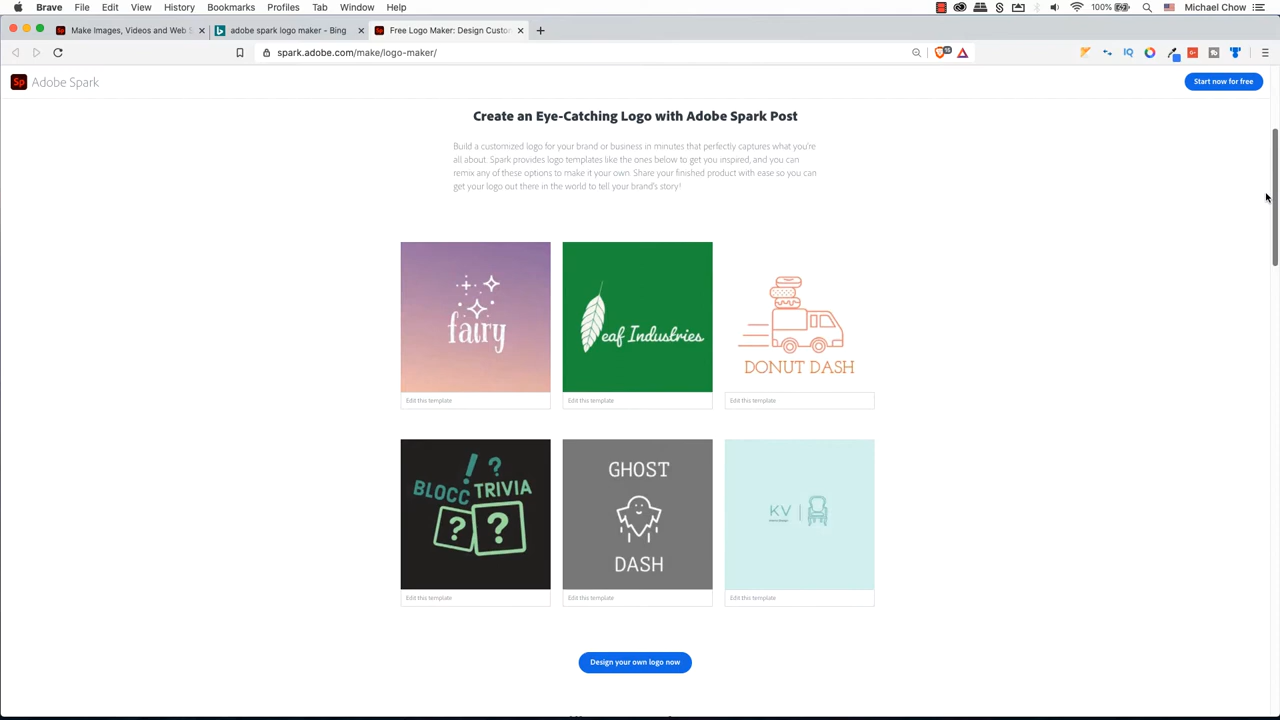 Brave File Edit View History Bookmarks Profiles Tab Window Help 100% Michael Chow
Make Images, Videos and Web S adobe spark logo maker - Bing Free Logo Maker: Design Custo
spark.adobe.com/make/logo-maker/
Sp Adobe Spark Start now for free
Create an Eye-Catching Logo with Adobe Spark Post
Build a customized logo for your brand or business in minutes that perfectly captures what you're
all about. Spark provides logo templates like the ones below to get you inspired, and you can
remix any of these options to make it your own. Share your finished product with ease so you can
get your logo out there in the world to tell your brand's story!
fairy
eaf Industries
DONUT DASH
Edit this template Edit this template Edit this template
! ?
BLOCC TRIVIA
? ?
GHOST
DASH
KV
Edit this template Edit this template Edit this template
Design your own logo now